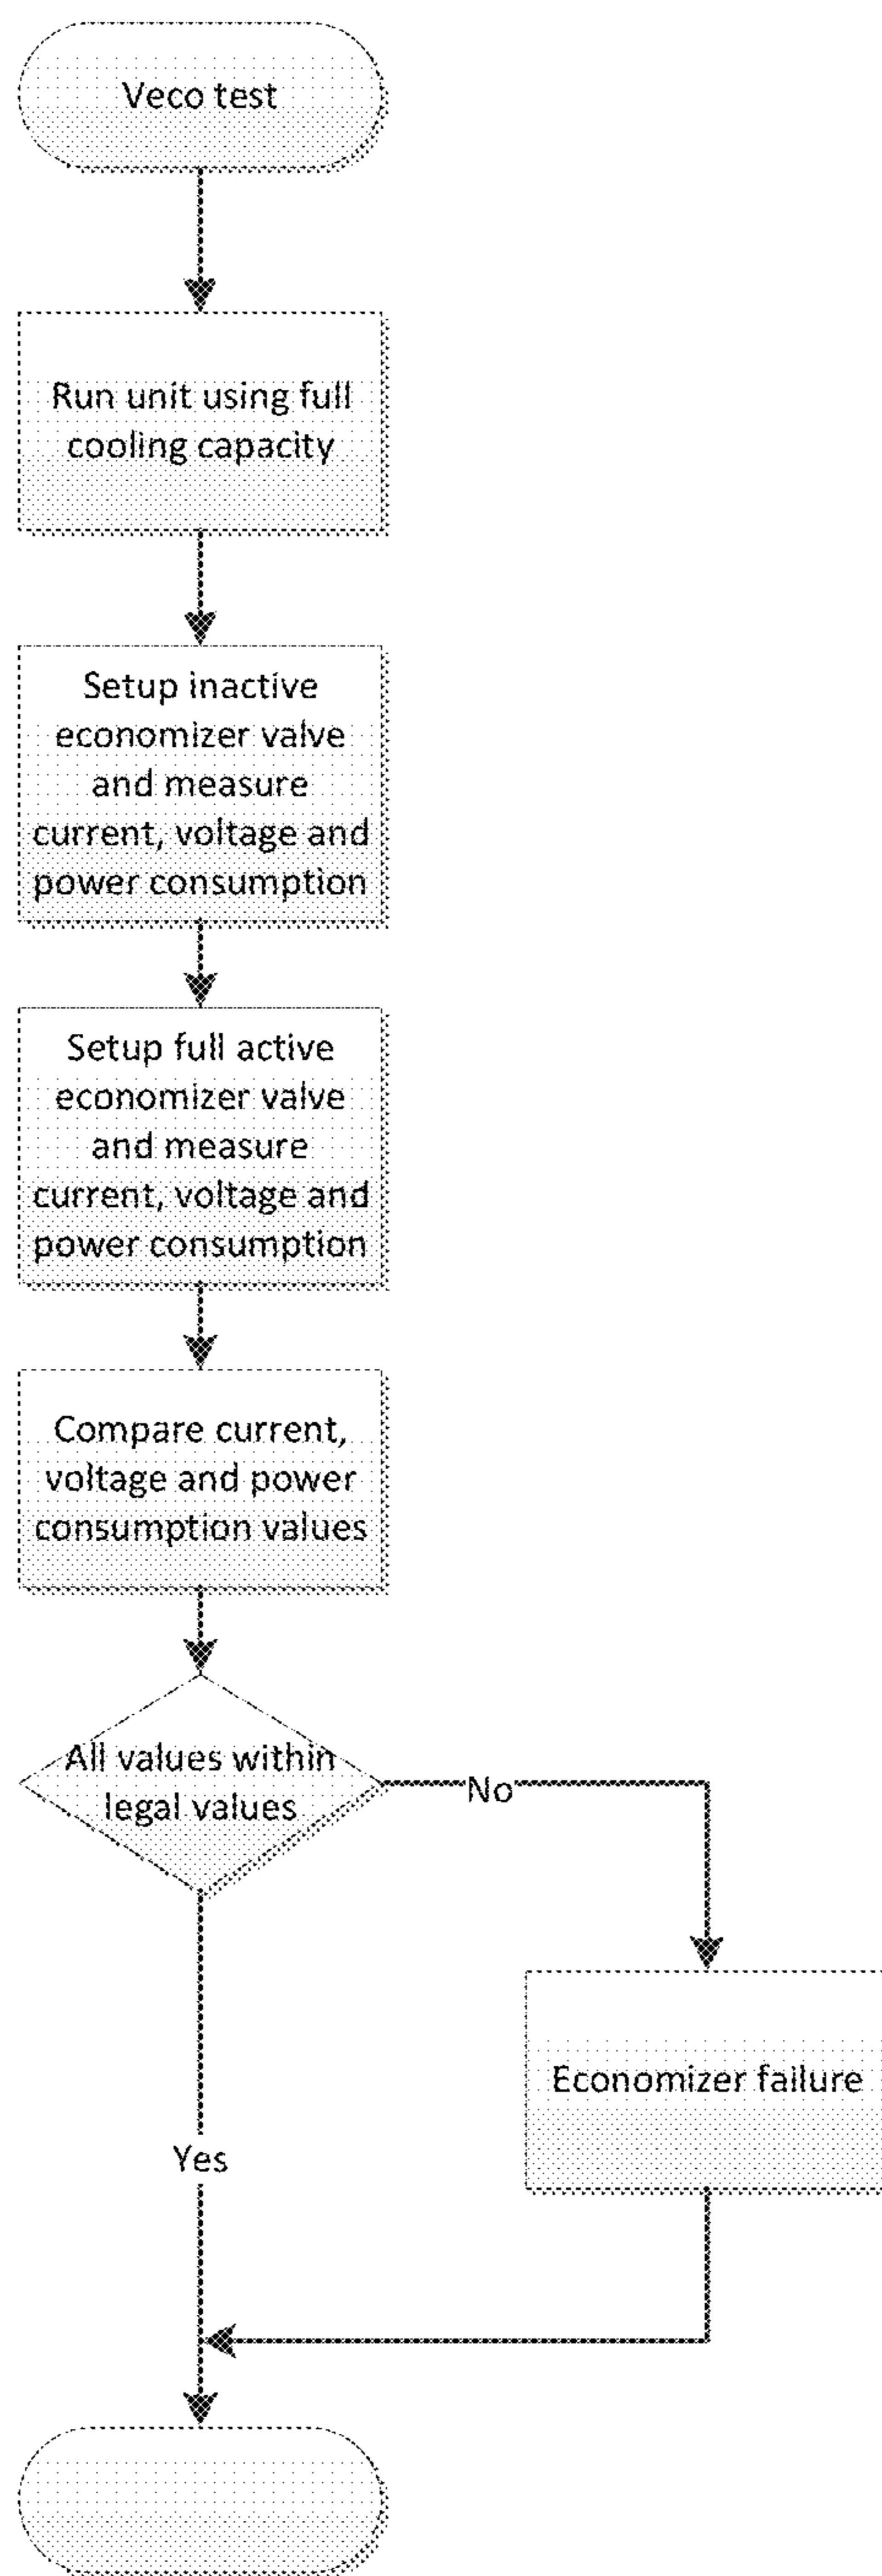 Veco test
Run unit using full
cooling capacity
Setup inactive
economizer valve
and measure
current, voltage and
power consumption
Setup full active
economizer valve
and measure
current, voltage and
power consumption
Compare current,
voltage and power
consumption values
All values within
legal values
No
Economizer failure
Yes